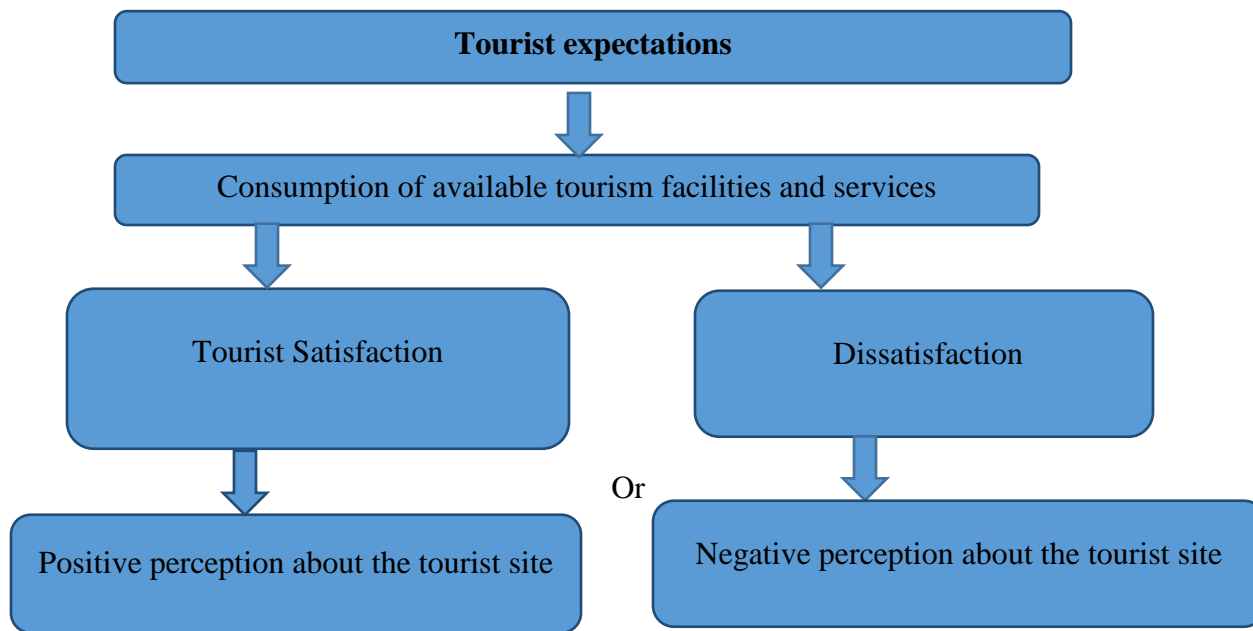 Tourist expectations
Consumption of available tourism facilities and services
Tourist Satisfaction
Dissatisfaction
Or
Positive perception about the tourist site
Negative perception about the tourist site